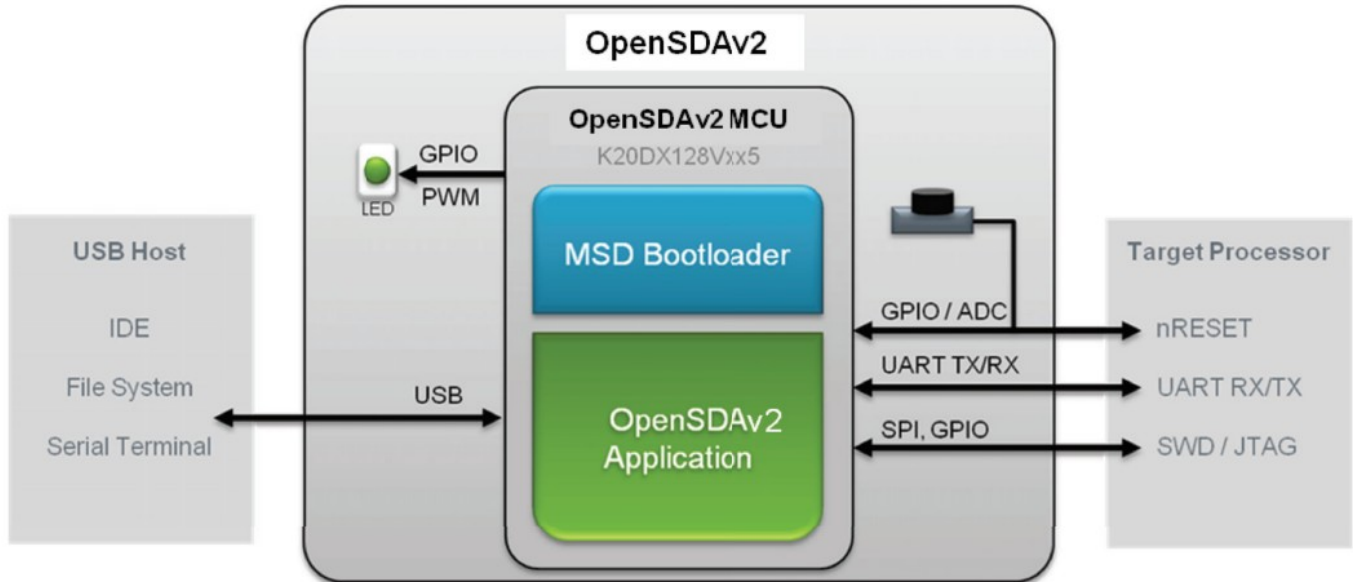 OpenSDAv2
OpenSDAv2 MCU
K20DX128Vxx5
GPIO
PWM
LED
MSD Bootloader
USB Host
IDE
File System
Serial Terminal
USB
OpenSDAv2
Application
GPIO / ADC
UART TX/RX
SPI, GPIO
Target Processor
nRESET
UART RX/TX
SWD / JTAG